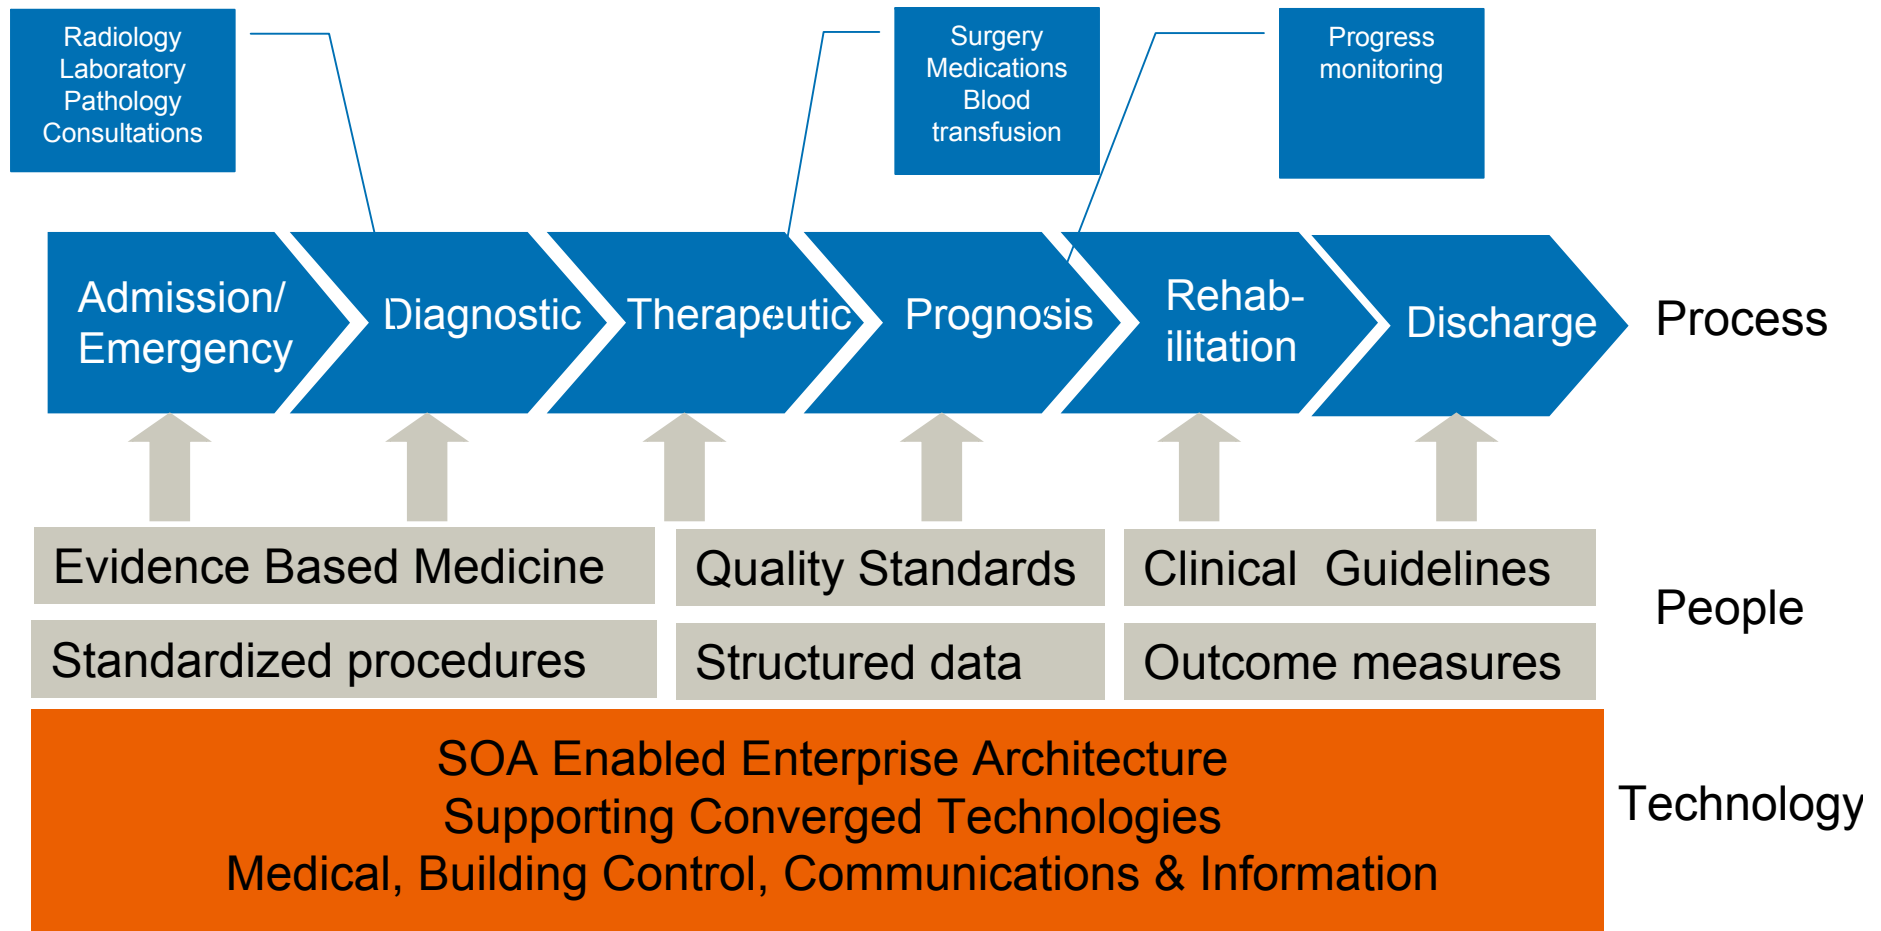 Radiology
Laboratory
Pathology
Consultations
Surgery
Medications
Blood
transfusion
Progress
monitoring
Admission/
Emergency
Diagnostic
Therapeutic
Prognosis
Rehab-
ilitation
Discharge
Process
Evidence Based Medicine
Quality Standards
Clinical Guidelines
People
Standardized procedures
Structured data
Outcome measures
SOA Enabled Enterprise Architecture
Supporting Converged Technologies
Medical, Building Control, Communications & Information
Technology